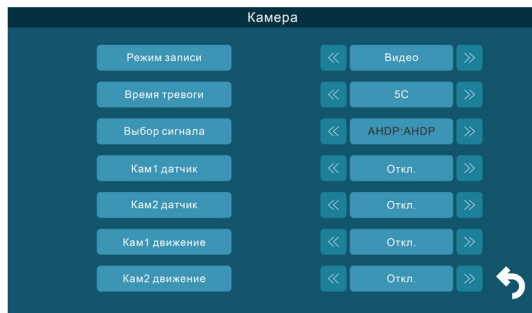 Камера
Режим записи « Видео »
Время тревоги « 5С »
Выбор сигнала « AHDP:AHDP »
Кам1 датчик « Откл. »
Кам2 датчик « Откл. »
Кам1 движение « Откл. »
Кам2 движение « Откл. »